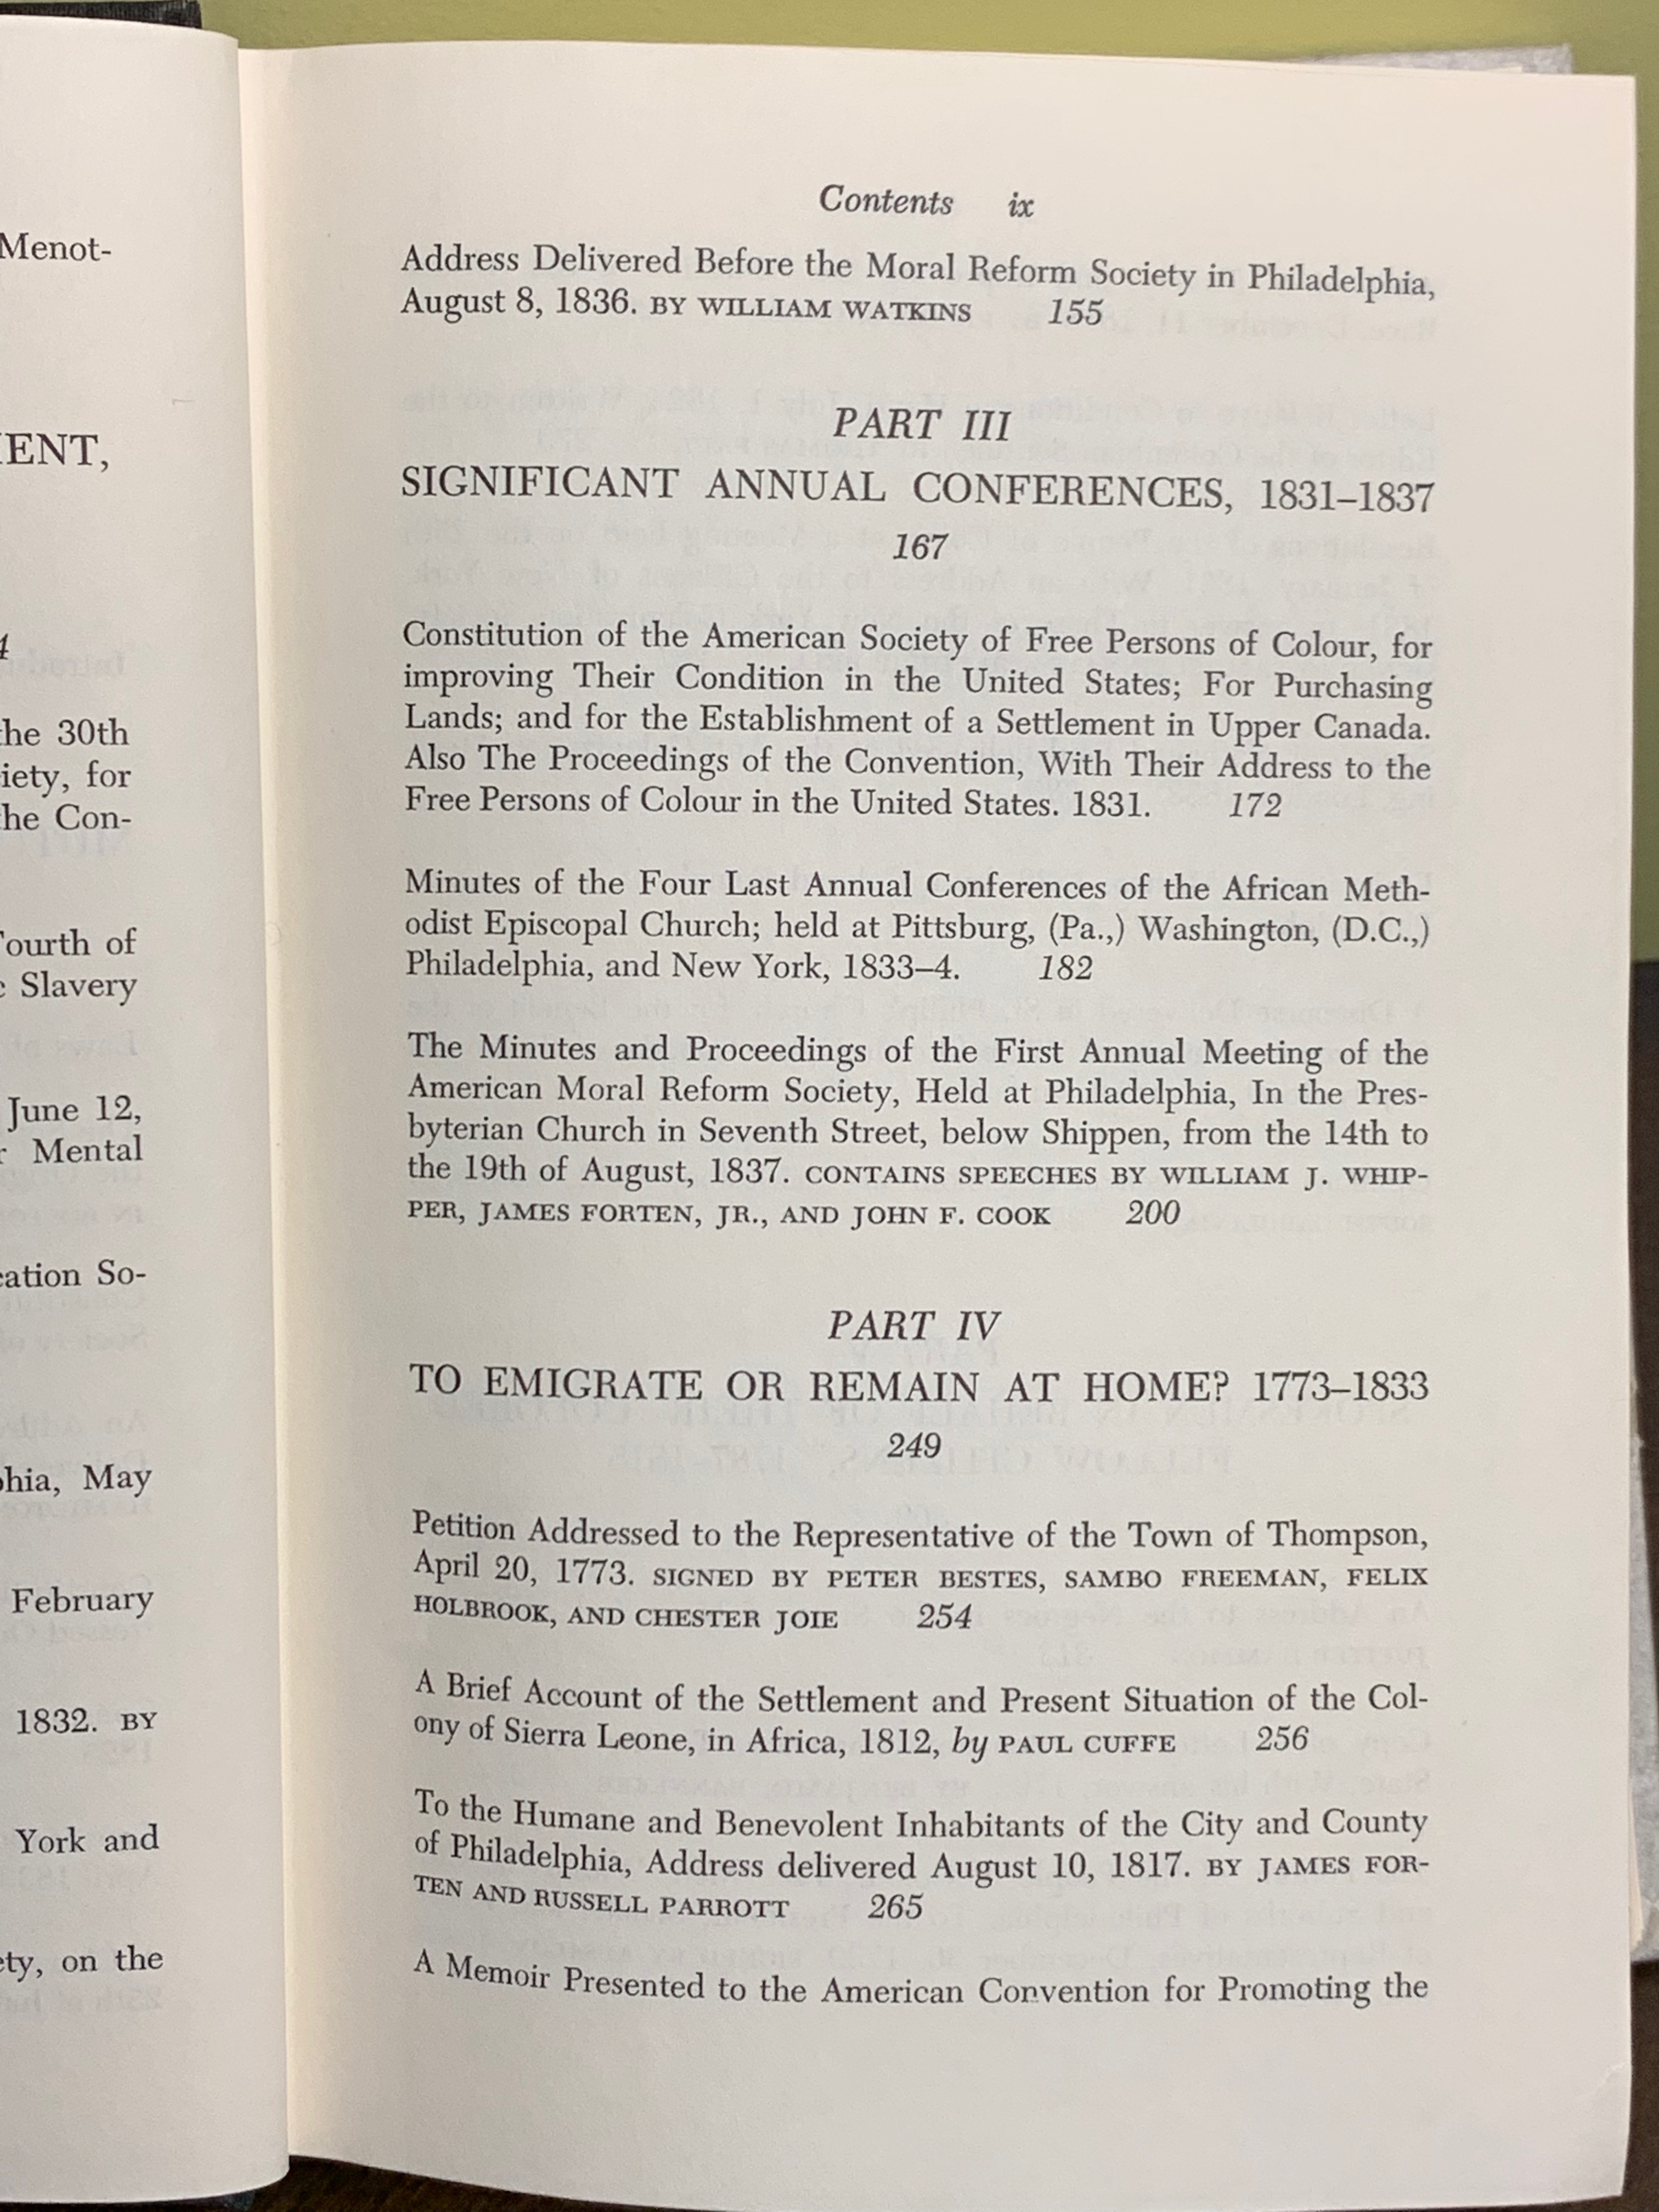 Menot-
ENT,
4
the 30th
iety, for
the Con-
Fourth of
Slavery
June 12,
Mental
ation So-
phia, May
February
1832. BY
York and
ety, on the
Contents ix
Address Delivered Before the Moral Reform Society in Philadelphia,
August 8, 1836. BY WILLIAM WATKINS 155
PART III
SIGNIFICANT ANNUAL CONFERENCES, 1831–1837
167
Constitution of the American Society of Free Persons of Colour, for
improving Their Condition in the United States; For Purchasing
Lands; and for the Establishment of a Settlement in Upper Canada.
Also The Proceedings of the Convention, With Their Address to the
Free Persons of Colour in the United States. 1831. 172
Minutes of the Four Last Annual Conferences of the African Meth-
odist Episcopal Church; held at Pittsburg, (Pa.,) Washington, (D.C.,)
Philadelphia, and New York, 1833–4. 182
The Minutes and Proceedings of the First Annual Meeting of the
American Moral Reform Society, Held at Philadelphia, In the Pres-
byterian Church in Seventh Street, below Shippen, from the 14th to
the 19th of August, 1837. CONTAINS SPEECHES BY WILLIAM J. WHIP-
PER, JAMES FORTEN, JR., AND JOHN F. COOK 200
PART IV
TO EMIGRATE OR REMAIN AT HOME? 1773–1833
249
Petition Addressed to the Representative of the Town of Thompson,
April 20, 1773. SIGNED BY PETER BESTES, SAMBO FREEMAN, FELIX
HOLBROOK, AND CHESTER JOIE 254
A Brief Account of the Settlement and Present Situation of the Col-
ony of Sierra Leone, in Africa, 1812, by PAUL CUFFE 256
To the Humane and Benevolent Inhabitants of the City and County
of Philadelphia, Address delivered August 10, 1817. BY JAMES FOR-
TEN AND RUSSELL PARROTT 265
A Memoir Presented to the American Convention for Promoting the